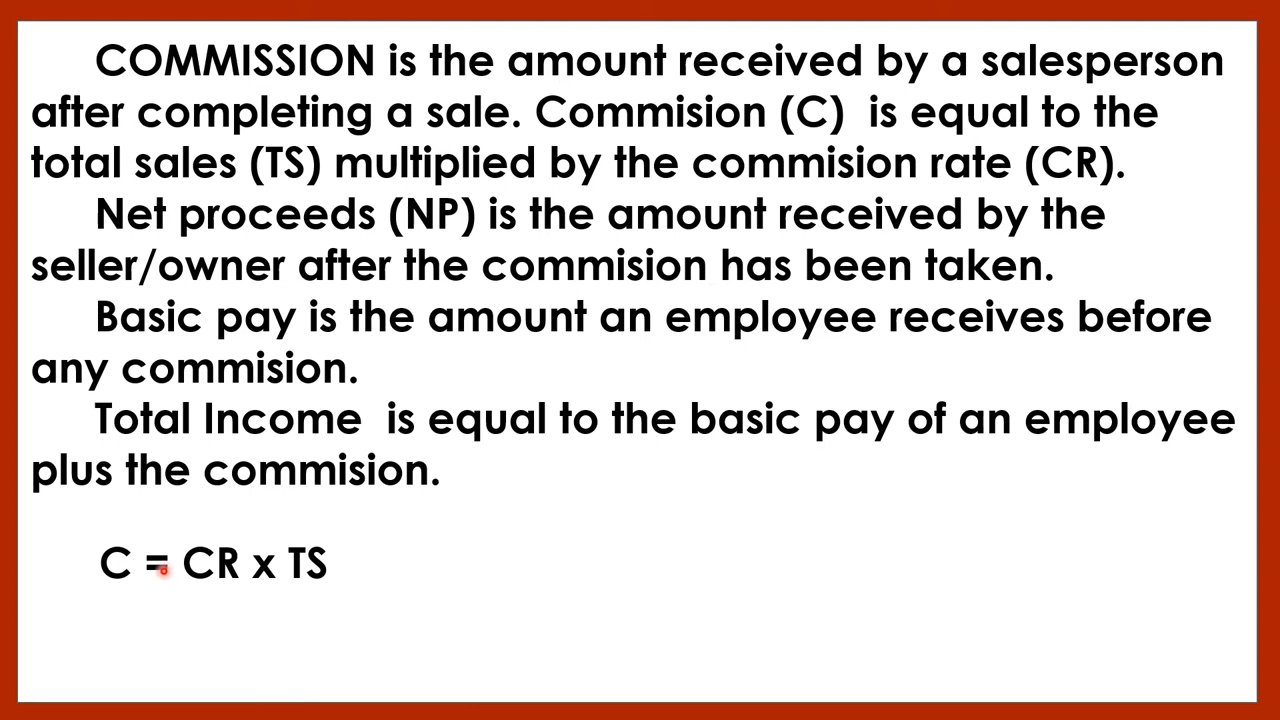 COMMISSION is the amount received by a salesperson
after completing a sale. Commision (C) is equal to the
total sales (TS) multiplied by the commision rate (CR).
Net proceeds (NP) is the amount received by the
seller/owner after the commision has been taken.
Basic pay is the amount an employee receives before
any commision.
Total Income is equal to the basic pay of an employee
plus the commision.
C = CR x TS